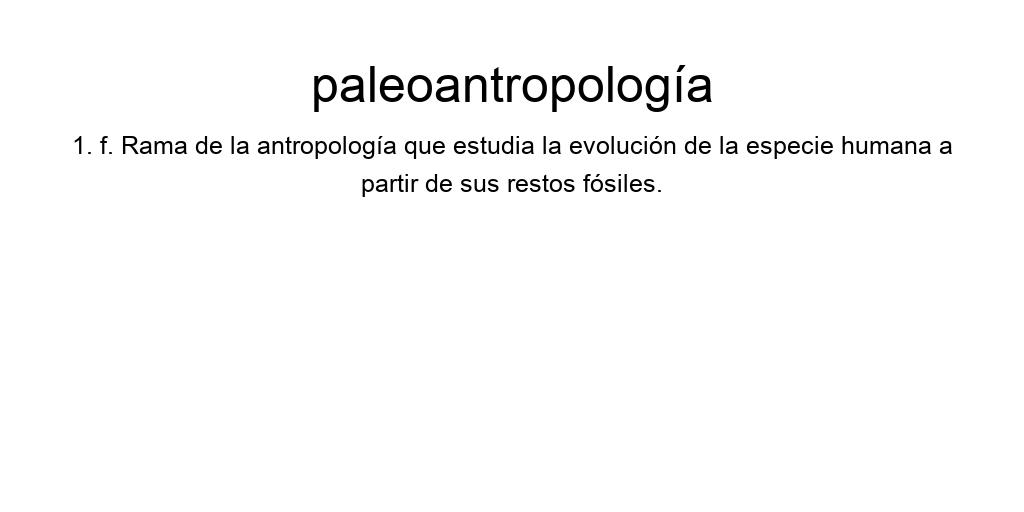 paleoantropología
1. f. Rama de la antropología que estudia la evolución de la especie humana a
partir de sus restos fósiles.